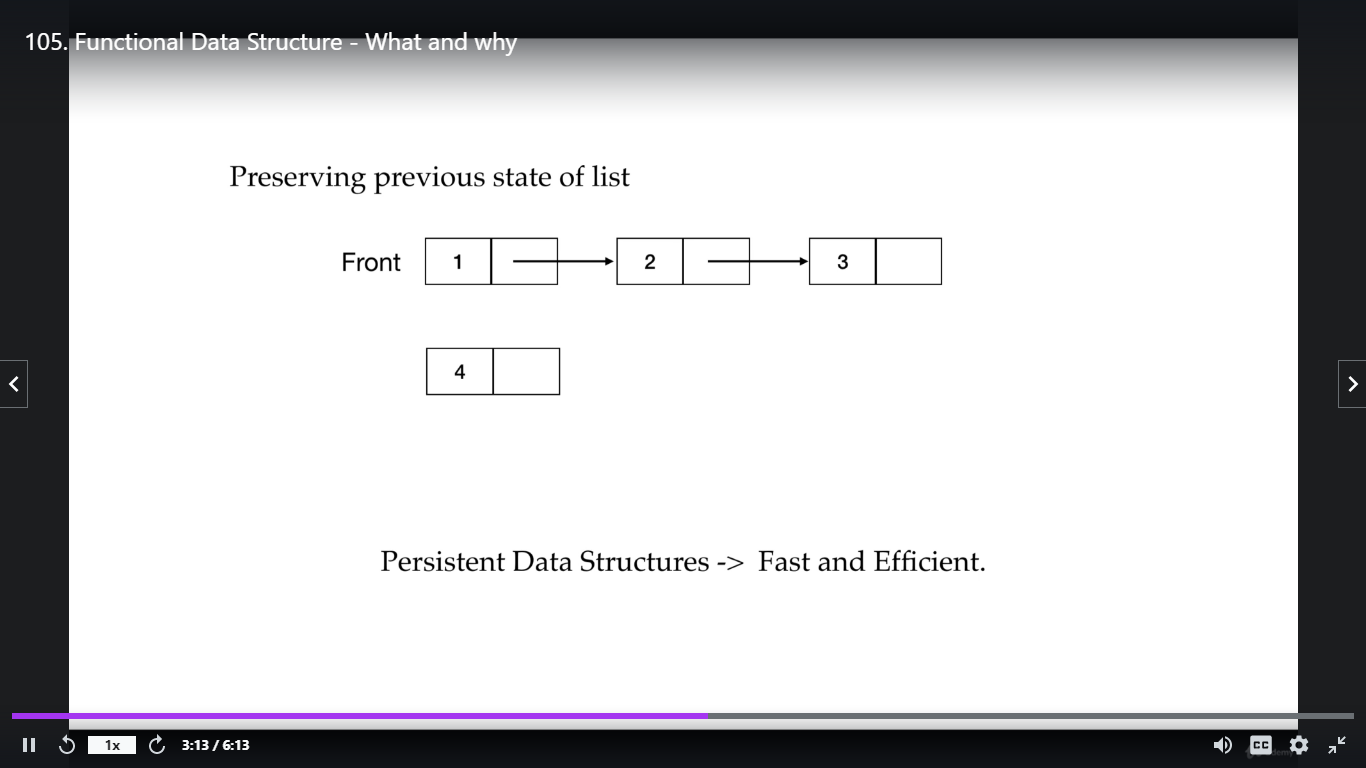 105. Functional Data Structure - What and why
Preserving previous state of list
Front 1 2 3
4
Persistent Data Structures -> Fast and Efficient.
1x 3:13 / 6:13 CC